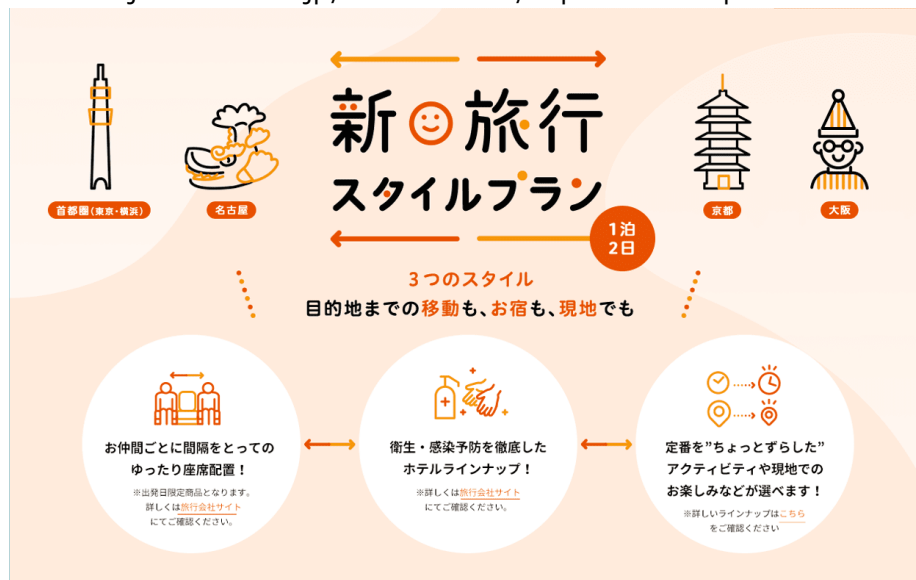 新旅行
スタイルプラン
1泊
2日
首都圏(東京・横浜)
名古屋
京都
大阪
3つのスタイル
目的地までの移動も、お宿も、現地でも
お仲間ごとに間隔をとっての
ゆったり座席配置!
※出発日限定商品となります。
詳しくは旅行会社サイト
にてご確認ください。
衛生・感染予防を徹底した
ホテルラインナップ!
※詳しくは旅行会社サイト
にてご確認ください。
定番を”ちょっとずらした”
アクティビティや現地での
お楽しみなどが選べます!
※詳しいラインナップはこちら
をご確認ください